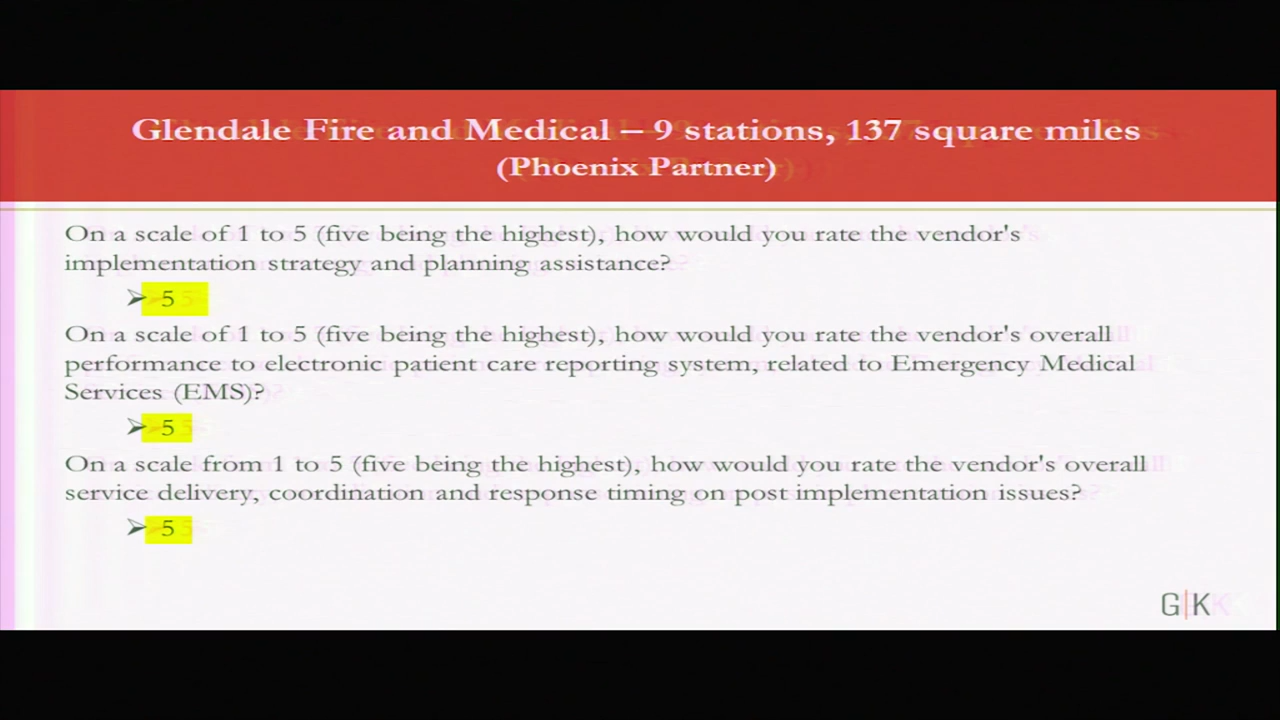 Glendale Fire and Medical – 9 stations, 137 square miles
(Phoenix Partner)
On a scale of 1 to 5 (five being the highest), how would you rate the vendor's
implementation strategy and planning assistance?
➢ 5
On a scale of 1 to 5 (five being the highest), how would you rate the vendor's overall
performance to electronic patient care reporting system, related to Emergency Medical
Services (EMS)?
➢ 5
On a scale from 1 to 5 (five being the highest), how would you rate the vendor's overall
service delivery, coordination and response timing on post implementation issues?
➢ 5
G|K